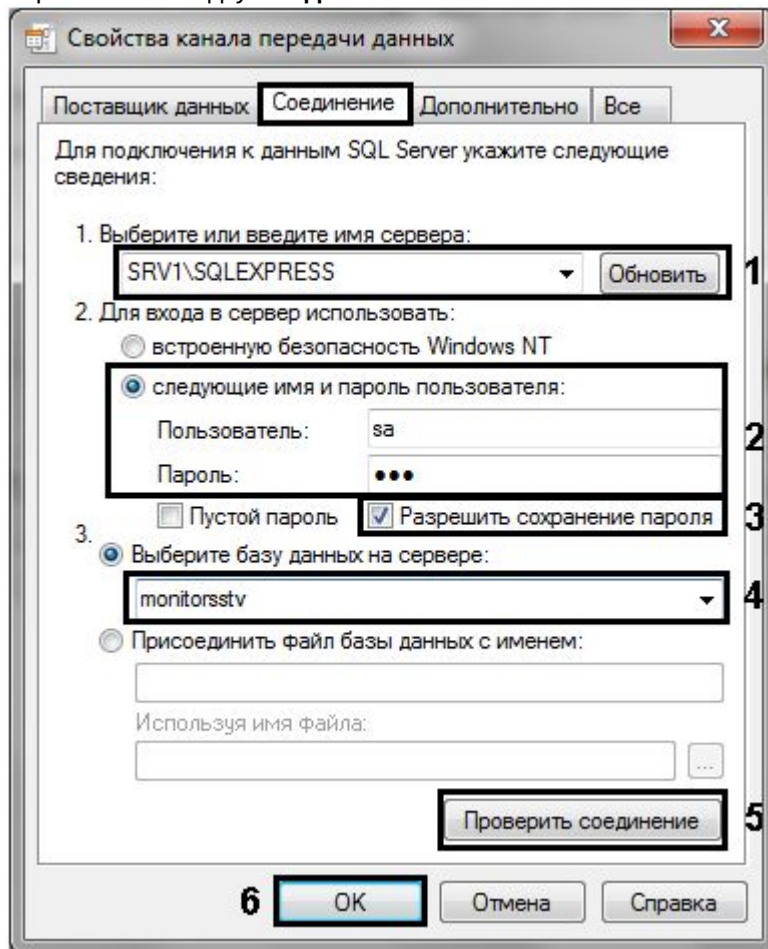 Свойства канала передачи данных
Поставщик данных Соединение Дополнительно Все
Для подключения к данным SQL Server укажите следующие
сведения:
1. Выберите или введите имя сервера:
SRV1\SQLEXPRESS Обновить 1
2. Для входа в сервер использовать:
встроенную безопасность Windows NT
следующие имя и пароль пользователя:
Пользователь: sa
2
Пароль: •••
Пустой пароль Разрешить сохранение пароля 3
3.
Выберите базу данных на сервере:
monitorsstv 4
Присоединить файл базы данных с именем:
Используя имя файла:
...
Проверить соединение 5
6 OK Отмена Справка